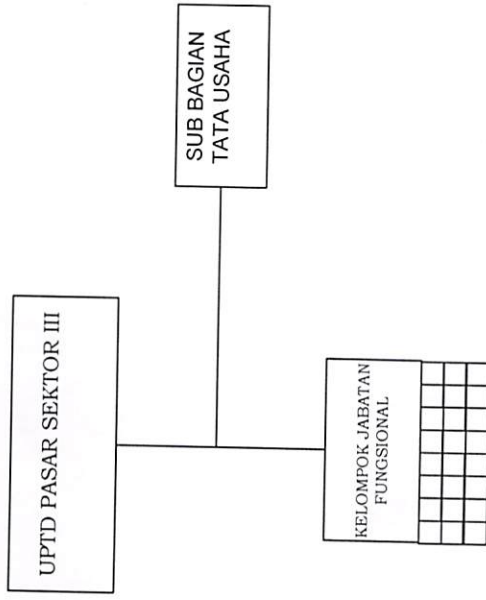 UPTD PASAR SEKTOR III
SUB BAGIAN
TATA USAHA
KELOMPOK JABATAN
FUNGSIONAL